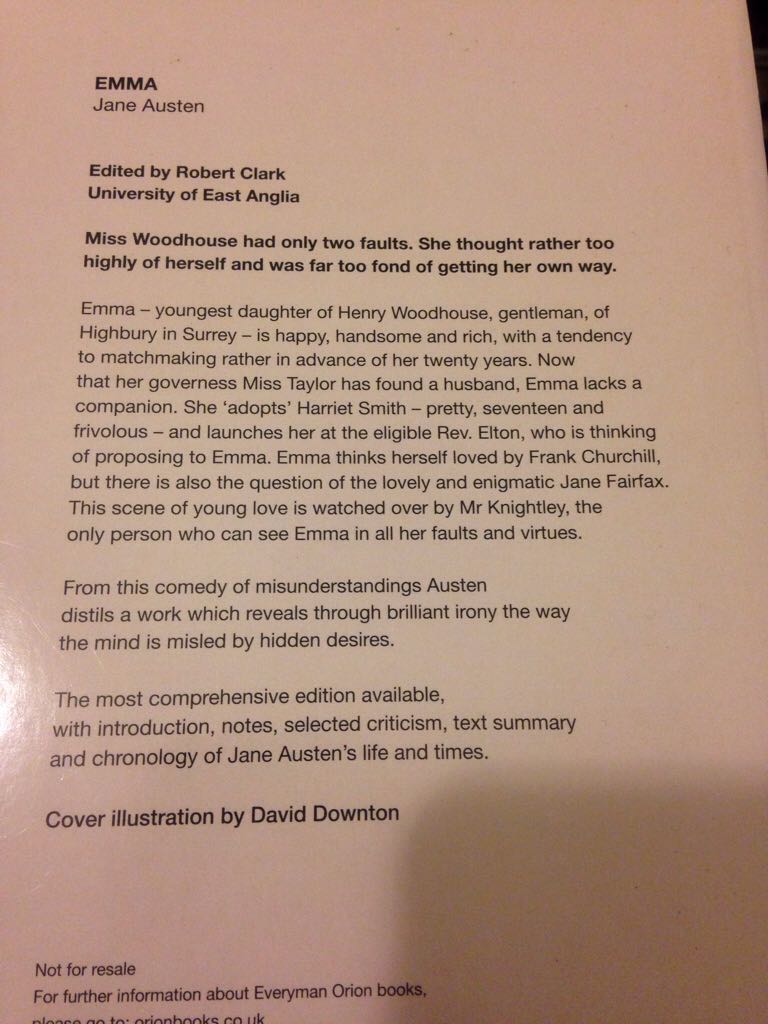 EMMA
Jane Austen
Edited by Robert Clark
University of East Anglia
Miss Woodhouse had only two faults. She thought rather too
highly of herself and was far too fond of getting her own way.
Emma – youngest daughter of Henry Woodhouse, gentleman, of
Highbury in Surrey – is happy, handsome and rich, with a tendency
to matchmaking rather in advance of her twenty years. Now
that her governess Miss Taylor has found a husband, Emma lacks a
companion. She ‘adopts’ Harriet Smith – pretty, seventeen and
frivolous – and launches her at the eligible Rev. Elton, who is thinking
of proposing to Emma. Emma thinks herself loved by Frank Churchill,
but there is also the question of the lovely and enigmatic Jane Fairfax.
This scene of young love is watched over by Mr Knightley, the
only person who can see Emma in all her faults and virtues.
From this comedy of misunderstandings Austen
distils a work which reveals through brilliant irony the way
the mind is misled by hidden desires.
The most comprehensive edition available,
with introduction, notes, selected criticism, text summary
and chronology of Jane Austen’s life and times.
Cover illustration by David Downton
Not for resale
For further information about Everyman Orion books,
please go to: orionbooks.co.uk